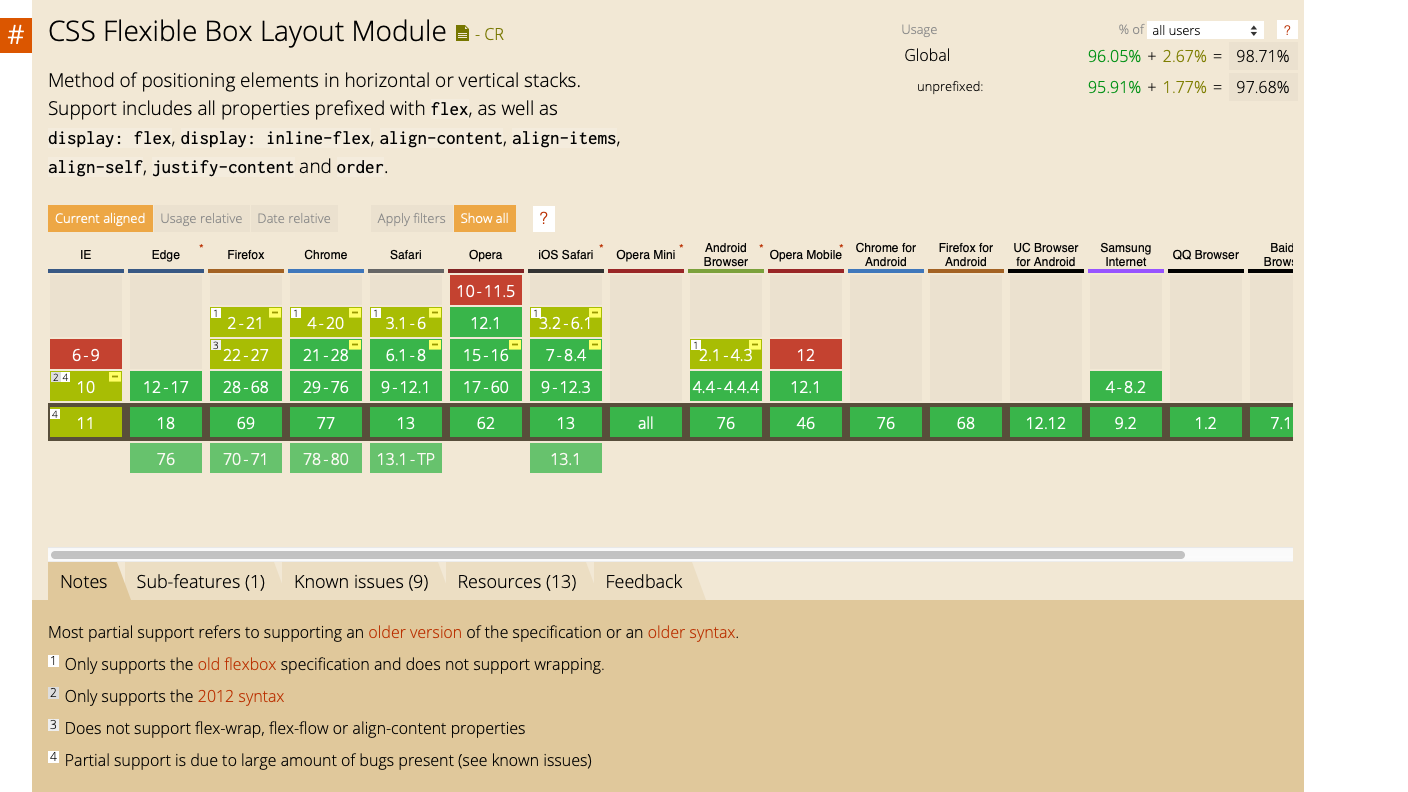 #
CSS Flexible Box Layout Module - CR
Usage % of all users ?
Global 96.05% + 2.67% = 98.71%
unprefixed: 95.91% + 1.77% = 97.68%
Method of positioning elements in horizontal or vertical stacks.
Support includes all properties prefixed with flex, as well as
display: flex, display: inline-flex, align-content, align-items,
align-self, justify-content and order.
Current aligned Usage relative Date relative Apply filters Show all ?
IE Edge * Firefox Chrome Safari Opera iOS Safari * Opera Mini * Android Browser * Opera Mobile * Chrome for Android Firefox for Android UC Browser for Android Samsung Internet QQ Browser Baid Brows
10-11.5
1 2-21 1 4-20 1 3.1-6 12.1 1 3.2-6.1
6-9 3 22-27 21-28 6.1-8 15-16 7-8.4 1 2.1-4.3 12
2 4 10 12-17 28-68 29-76 9-12.1 17-60 9-12.3 4.4-4.4.4 12.1 4-8.2
4 11 18 69 77 13 62 13 all 76 46 76 68 12.12 9.2 1.2 7.1
76 70-71 78-80 13.1-TP 13.1
Notes Sub-features (1) Known issues (9) Resources (13) Feedback
Most partial support refers to supporting an older version of the specification or an older syntax.
1 Only supports the old flexbox specification and does not support wrapping.
2 Only supports the 2012 syntax
3 Does not support flex-wrap, flex-flow or align-content properties
4 Partial support is due to large amount of bugs present (see known issues)